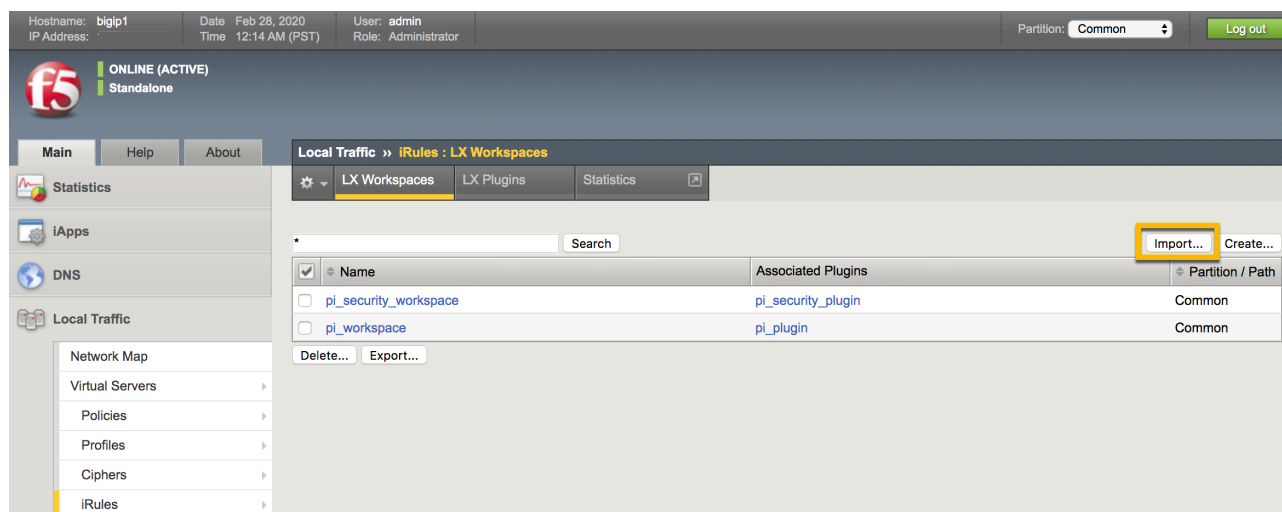 Hostname: bigip1 Date Feb 28, 2020 User: admin
IP Address: Time 12:14 AM (PST) Role: Administrator
Partition: Common Log out
f5
ONLINE (ACTIVE)
Standalone
Main Help About
Local Traffic ›› iRules : LX Workspaces
LX Workspaces LX Plugins Statistics
Statistics
iApps
DNS
Local Traffic
Network Map
Virtual Servers
Policies
Profiles
Ciphers
iRules
* Search Import... Create...
Name Associated Plugins Partition / Path
pi_security_workspace pi_security_plugin Common
pi_workspace pi_plugin Common
Delete... Export...